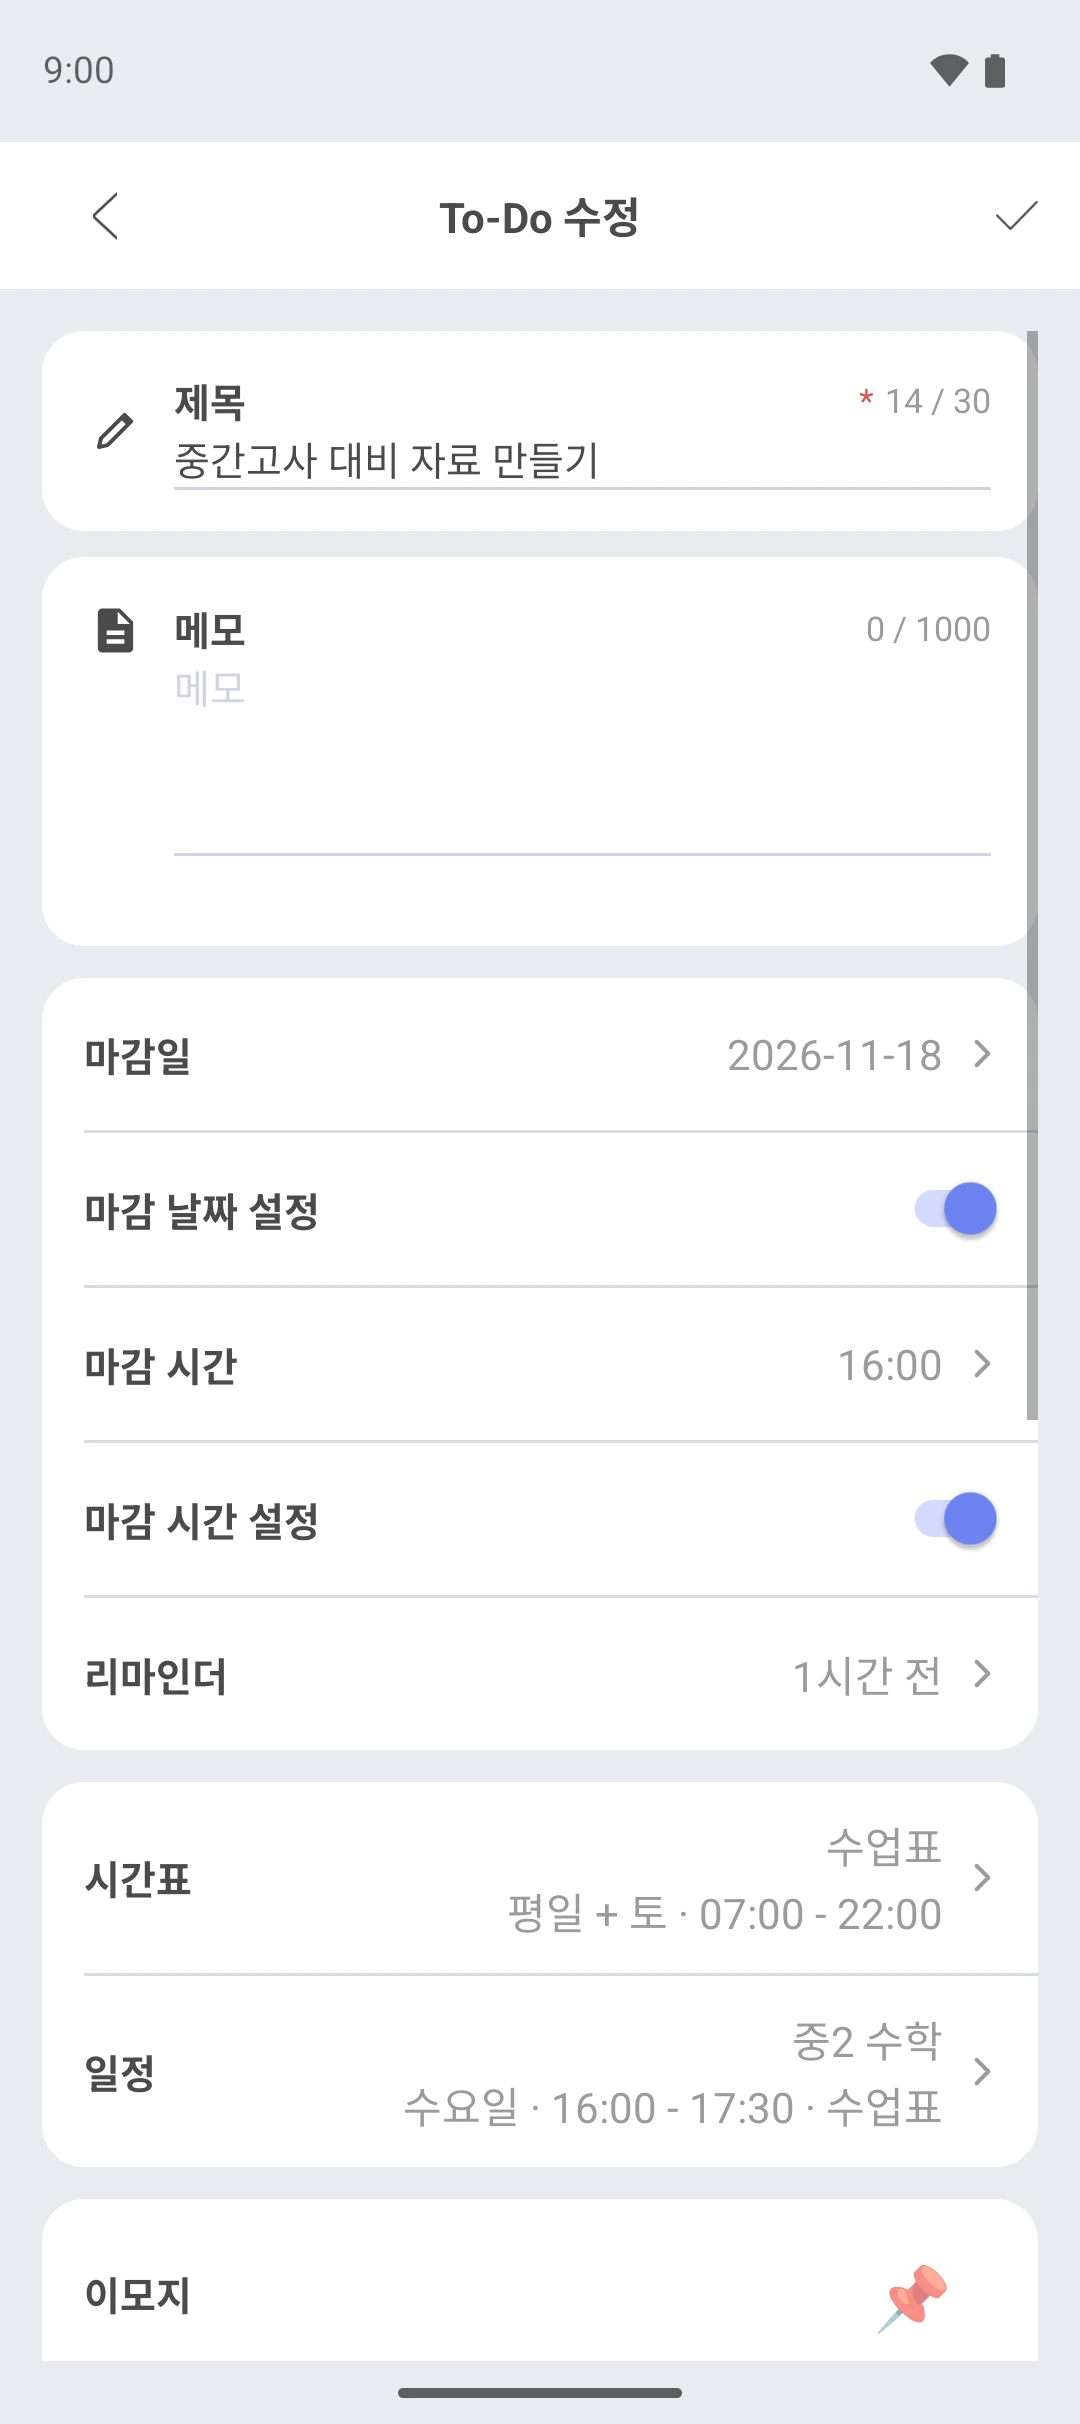 9:00
To-Do 수정
제목
* 14 / 30
중간고사 대비 자료 만들기
메모
0 / 1000
메모
마감일
2026-11-18
마감 날짜 설정
마감 시간
16:00
마감 시간 설정
리마인더
1시간 전
시간표
수업표
평일 + 토 · 07:00 - 22:00
일정
중2 수학
수요일 · 16:00 - 17:30 · 수업표
이모지